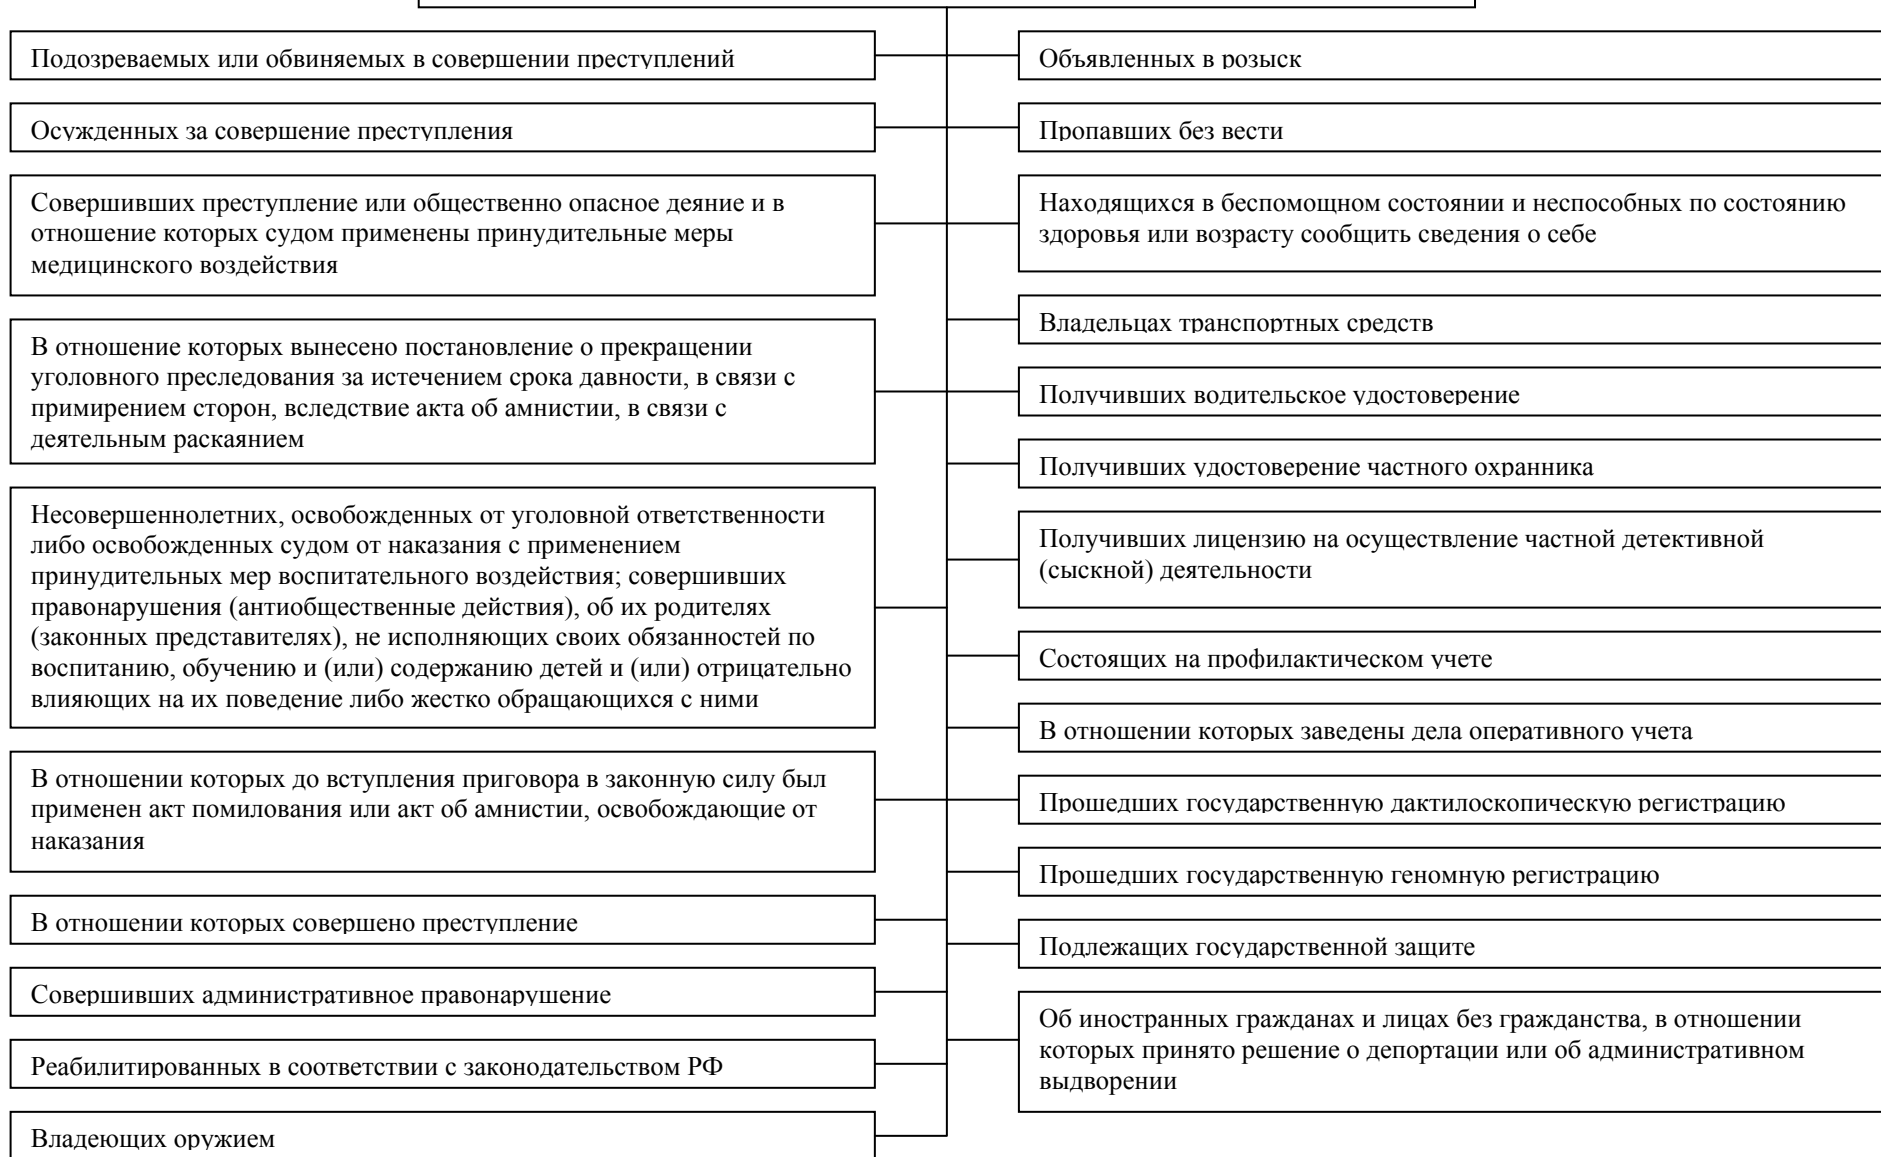 Подозреваемых или обвиняемых в совершении преступлений
Осужденных за совершение преступления
Совершивших преступление или общественно опасное деяние и в
отношение которых судом применены принудительные меры
медицинского воздействия
В отношение которых вынесено постановление о прекращении
уголовного преследования за истечением срока давности, в связи с
примирением сторон, вследствие акта об амнистии, в связи с
деятельным раскаянием
Несовершеннолетних, освобожденных от уголовной ответственности
либо освобожденных судом от наказания с применением
принудительных мер воспитательного воздействия; совершивших
правонарушения (антиобщественные действия), об их родителях
(законных представителях), не исполняющих своих обязанностей по
воспитанию, обучению и (или) содержанию детей и (или) отрицательно
влияющих на их поведение либо жестко обращающихся с ними
В отношении которых до вступления приговора в законную силу был
применен акт помилования или акт об амнистии, освобождающие от
наказания
В отношении которых совершено преступление
Совершивших административное правонарушение
Реабилитированных в соответствии с законодательством РФ
Владеющих оружием
Объявленных в розыск
Пропавших без вести
Находящихся в беспомощном состоянии и неспособных по состоянию
здоровья или возрасту сообщить сведения о себе
Владельцах транспортных средств
Получивших водительское удостоверение
Получивших удостоверение частного охранника
Получивших лицензию на осуществление частной детективной
(сыскной) деятельности
Состоящих на профилактическом учете
В отношении которых заведены дела оперативного учета
Прошедших государственную дактилоскопическую регистрацию
Прошедших государственную геномную регистрацию
Подлежащих государственной защите
Об иностранных гражданах и лицах без гражданства, в отношении
которых принято решение о депортации или об административном
выдворении